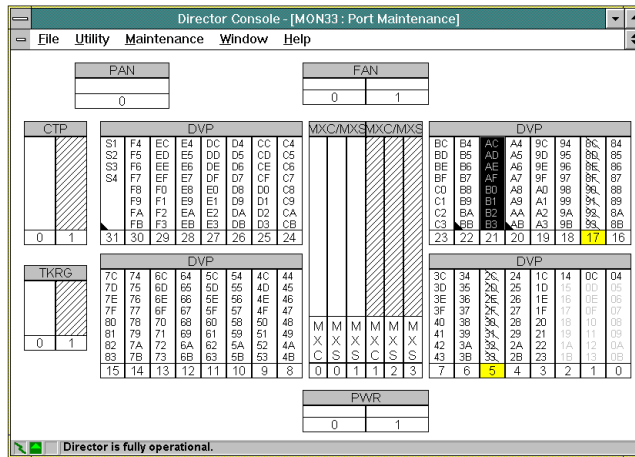 Director Console - [MON33 : Port Maintenance]
File Utility Maintenance Window Help
PAN FAN
0 0 1
CTP DVP MXC/MXS MXC/MXS DVP
S1 F4 EC E4 DC D4 CC C4 BC B4 AC A4 9C 94 8C 84
S2 F5 ED E5 DD D5 CD C5 BD B5 AD A5 9D 95 8D 85
S3 F6 EE E6 DE D6 CE C6 BE B6 AE A6 9E 96 8E 86
S4 F7 EF E7 DF D7 CF C7 BF B7 AF A7 9F 97 8F 87
F8 F0 E8 E0 D8 D0 C8 C0 B8 B0 A8 A0 98 90 88
F9 F1 E9 E1 D9 D1 C9 C1 B9 B1 A9 A1 99 91 89
FA F2 EA E2 DA D2 CA C2 BA B2 AA A2 9A 92 8A
FB F3 EB E3 DB D3 CB C3 BB B3 AB A3 9B 93 8B
0 1 31 30 29 28 27 26 25 24 23 22 21 20 19 18 17 16
TKRG DVP DVP
7C 74 6C 64 5C 54 4C 44 3C 34 2C 24 1C 14 0C 04
7D 75 6D 65 5D 55 4D 45 3D 35 2D 25 1D 15 0D 05
7E 76 6E 66 5E 56 4E 46 3E 36 2E 26 1E 16 0E 06
7F 77 6F 67 5F 57 4F 47 3F 37 2F 27 1F 17 0F 07
80 78 70 68 60 58 50 48 40 38 30 28 20 18 10 08
81 79 71 69 61 59 51 49 41 39 31 29 21 19 11 09
82 7A 72 6A 62 5A 52 4A 42 3A 32 2A 22 1A 12 0A
83 7B 73 6B 63 5B 53 4B 43 3B 33 2B 23 1B 13 0B
0 1 15 14 13 12 11 10 9 8 MXC MXS MXS MXC MXS MXS 7 6 5 4 3 2 1 0
0 0 1 1 2 3
PWR
0 1
Director is fully operational.